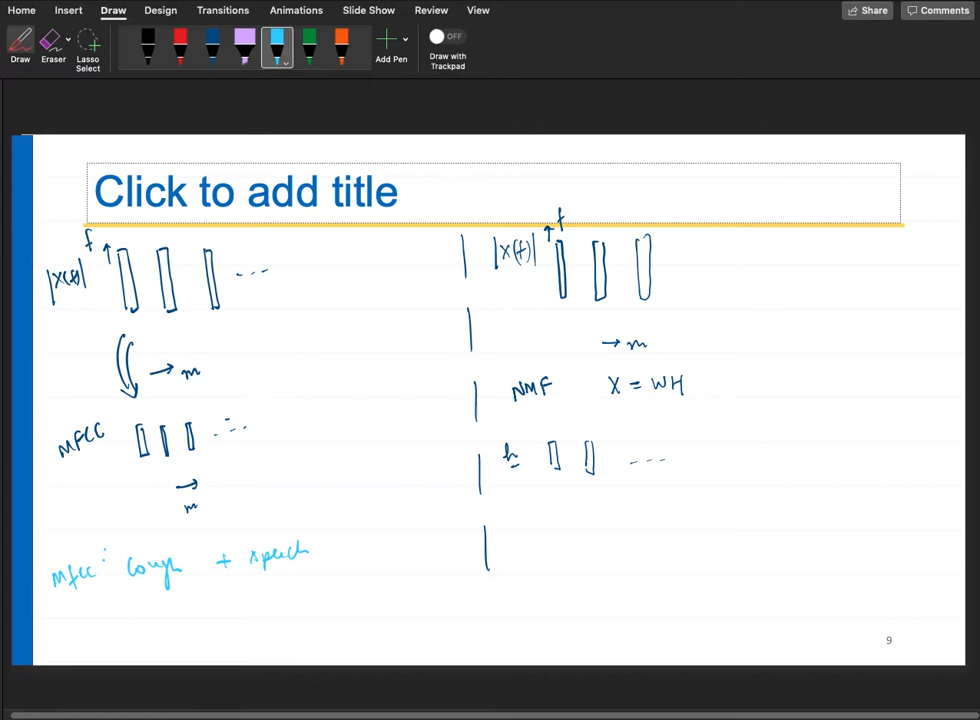 Home Insert Draw Design Transitions Animations Slide Show Review View Share Comments
Draw Eraser Lasso Select Add Pen OFF Draw with Trackpad
Click to add title
f
|X(f)| ...
→ m
MFCC ...
→ m
MFCC: Cough + speech
f
|X(f)|
→ m
NMF X = WH
h ...
9